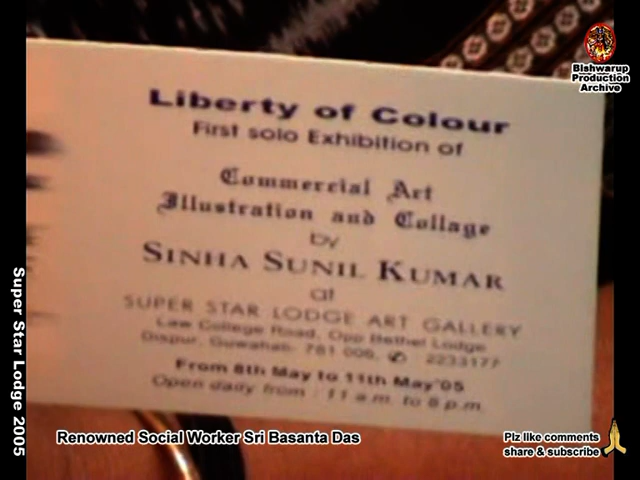 Liberty of Colour
First solo Exhibition of
Commercial Art
Illustration and Collage
by
SINHA SUNIL KUMAR
at
SUPER STAR LODGE ART GALLERY
Law College Road, Opp Bethel Lodge
Dispur, Guwahati- 781 006. ✆ 2233177
From 8th May to 11th May'05
Open daily from : 11 a.m. to 8 p.m.
Bishwarup
Production
Archive
Super Star Lodge 2005
Renowned Social Worker Sri Basanta Das
Plz like comments
share & subscribe